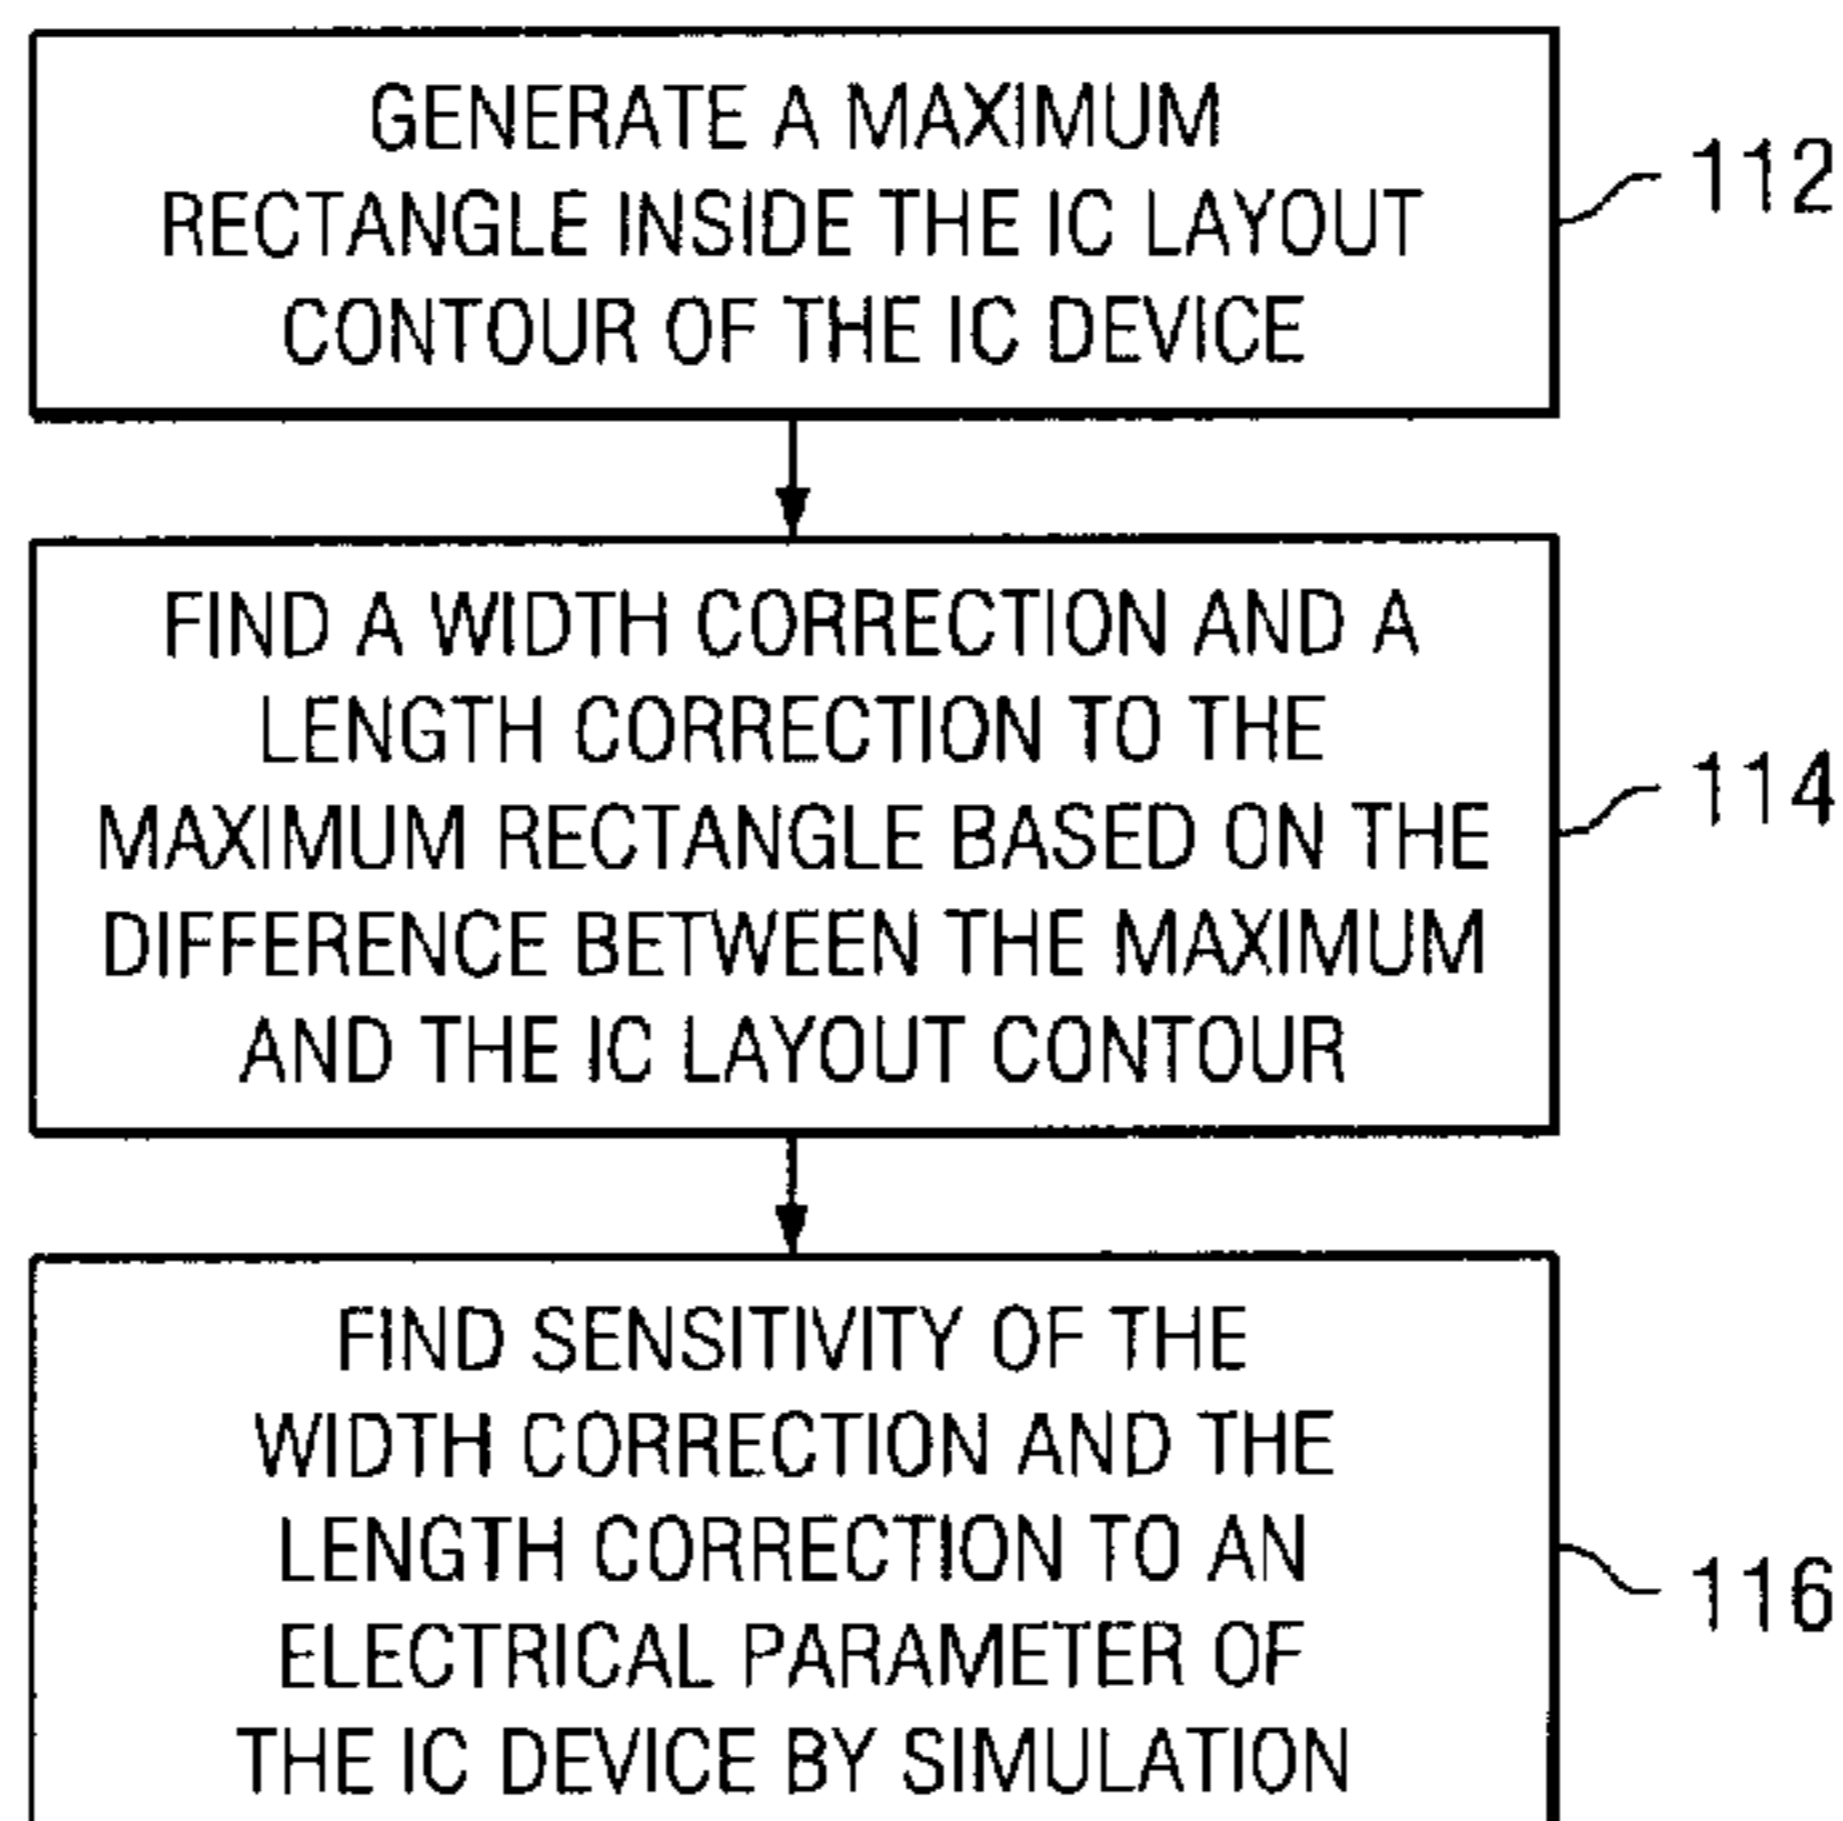 GENERATE A MAXIMUM
RECTANGLE INSIDE THE IC LAYOUT
CONTOUR OF THE IC DEVICE
112
FIND A WIDTH CORRECTION AND A
LENGTH CORRECTION TO THE
MAXIMUM RECTANGLE BASED ON THE
DIFFERENCE BETWEEN THE MAXIMUM
AND THE IC LAYOUT CONTOUR
114
FIND SENSITIVITY OF THE
WIDTH CORRECTION AND THE
LENGTH CORRECTION TO AN
ELECTRICAL PARAMETER OF
THE IC DEVICE BY SIMULATION
116